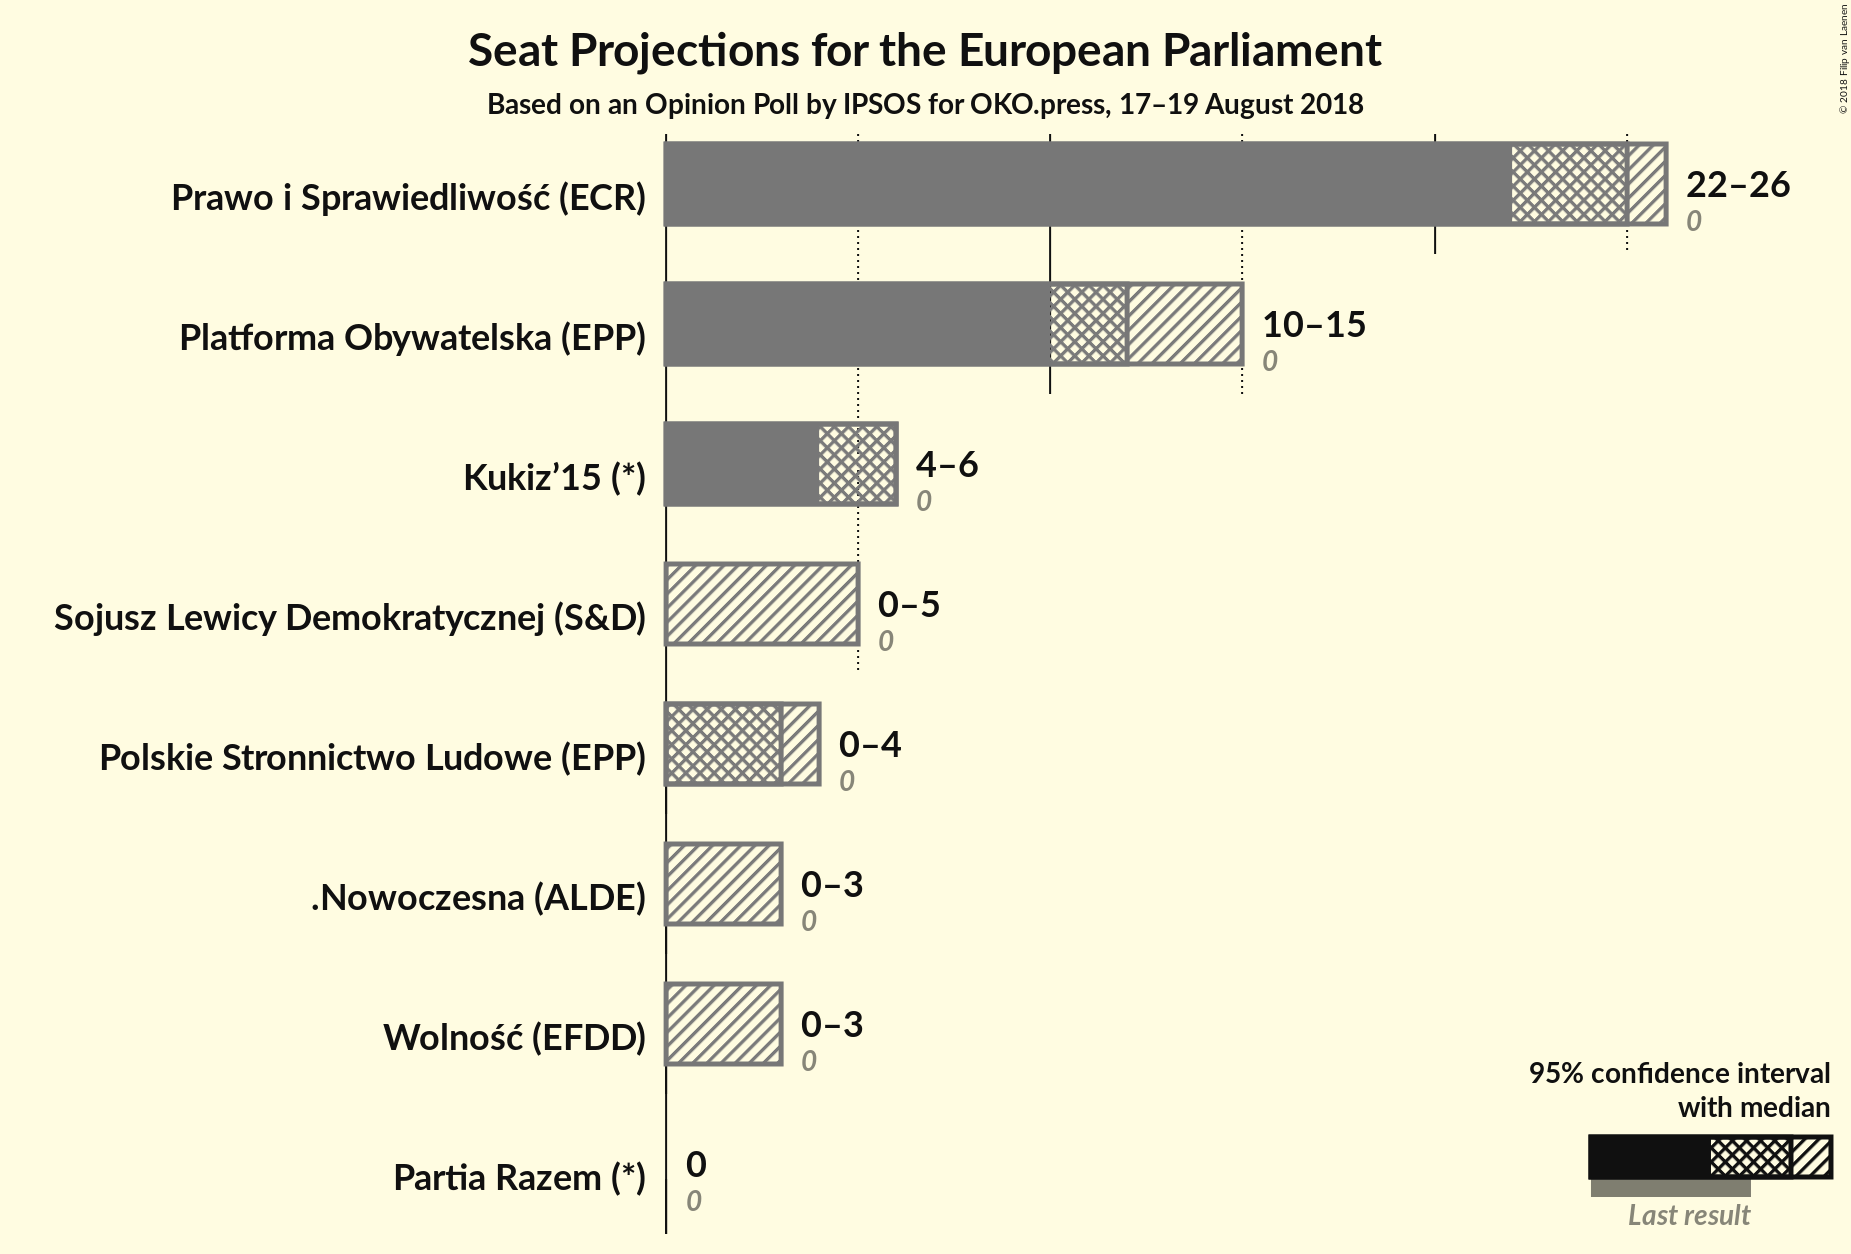 Seat Projections for the European Parliament
Based on an Opinion Poll by IPSOS for OKO.press, 17–19 August 2018
© 2018 Filip van Laenen
Prawo i Sprawiedliwość (ECR)
22–26
0
Platforma Obywatelska (EPP)
10–15
0
Kukiz’15 (*)
4–6
0
Sojusz Lewicy Demokratycznej (S&D)
0–5
0
Polskie Stronnictwo Ludowe (EPP)
0–4
0
.Nowoczesna (ALDE)
0–3
0
Wolność (EFDD)
0–3
0
Partia Razem (*)
0
0
95% confidence interval
with median
Last result